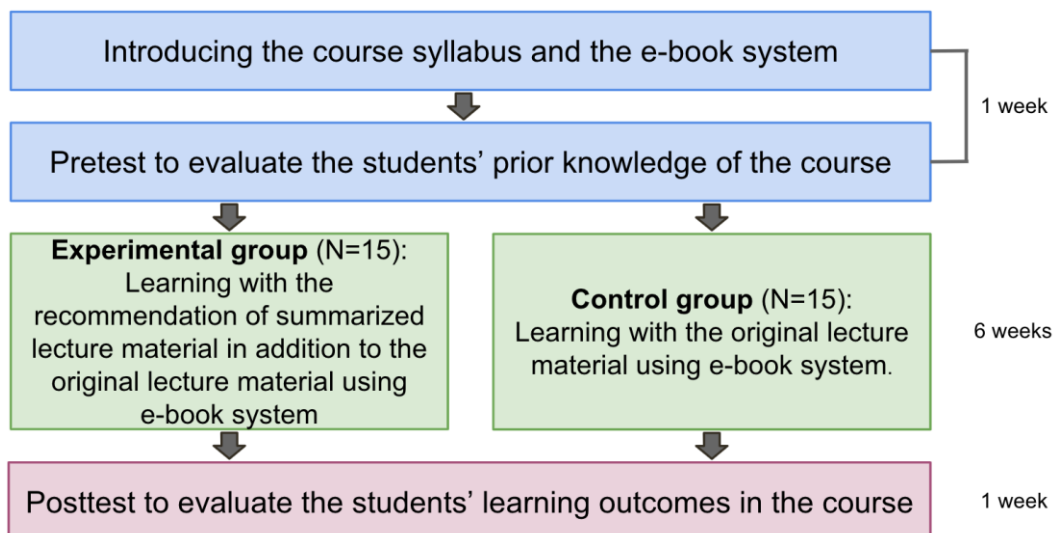 Introducing the course syllabus and the e-book system
1 week
Pretest to evaluate the students’ prior knowledge of the course
Experimental group (N=15):
Learning with the
recommendation of summarized
lecture material in addition to the
original lecture material using
e-book system
Control group (N=15):
Learning with the original lecture
material using e-book system.
6 weeks
Posttest to evaluate the students’ learning outcomes in the course
1 week